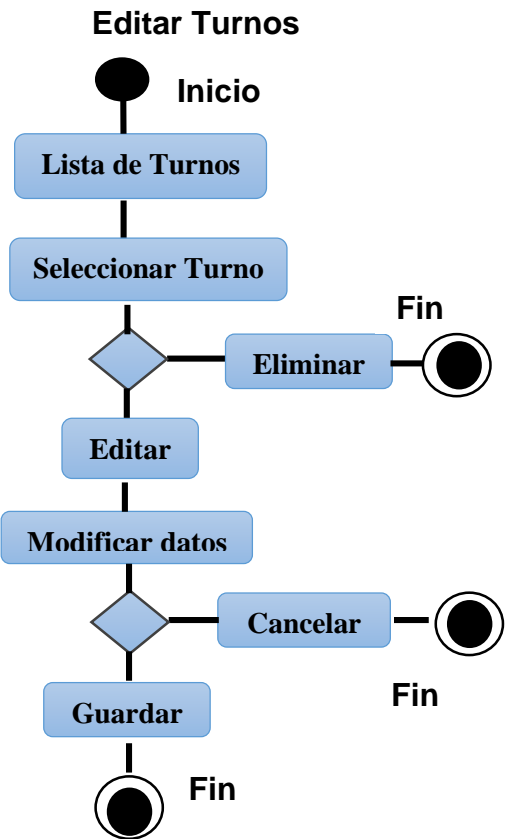 Editar Turnos
Inicio
Lista de Turnos
Seleccionar Turno
Fin
Eliminar
Editar
Modificar datos
Cancelar
Fin
Guardar
Fin